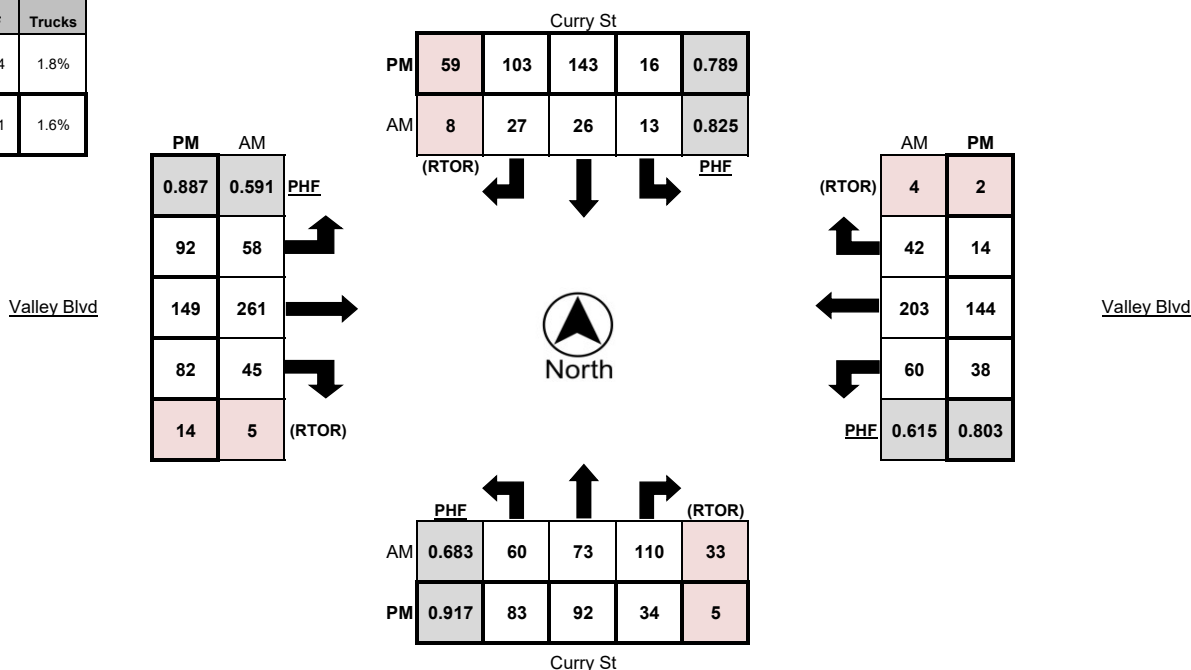 Trucks
4 1.8%
1 1.6%
Curry St
PM 59 103 143 16 0.789
AM 8 27 26 13 0.825
(RTOR) PHF
PM AM
0.887 0.591 PHF
92 58
149 261
82 45
14 5 (RTOR)
Valley Blvd
North
AM PM
(RTOR) 4 2
42 14
203 144
60 38
PHF 0.615 0.803
Valley Blvd
PHF (RTOR)
AM 0.683 60 73 110 33
PM 0.917 83 92 34 5
Curry St